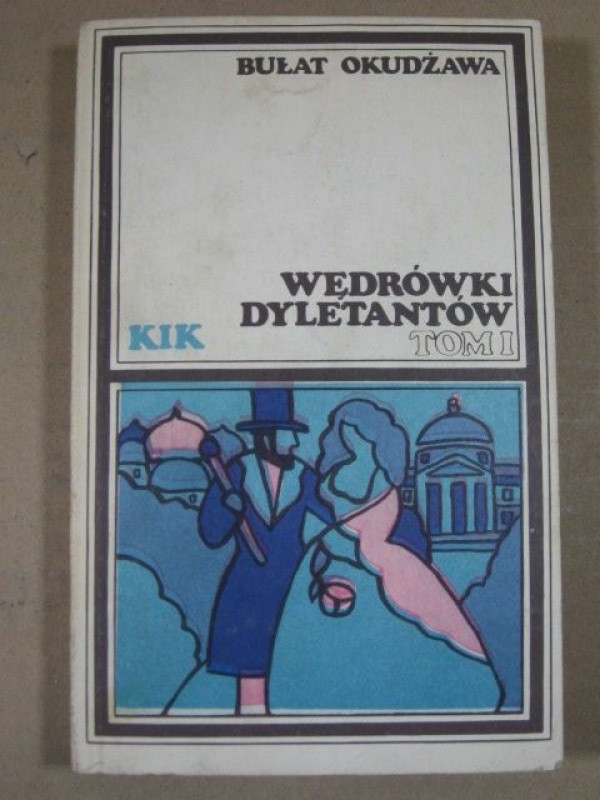 BUŁAT OKUDŻAWA
WĘDRÓWKI
DYLETANTÓW
KIK TOM I